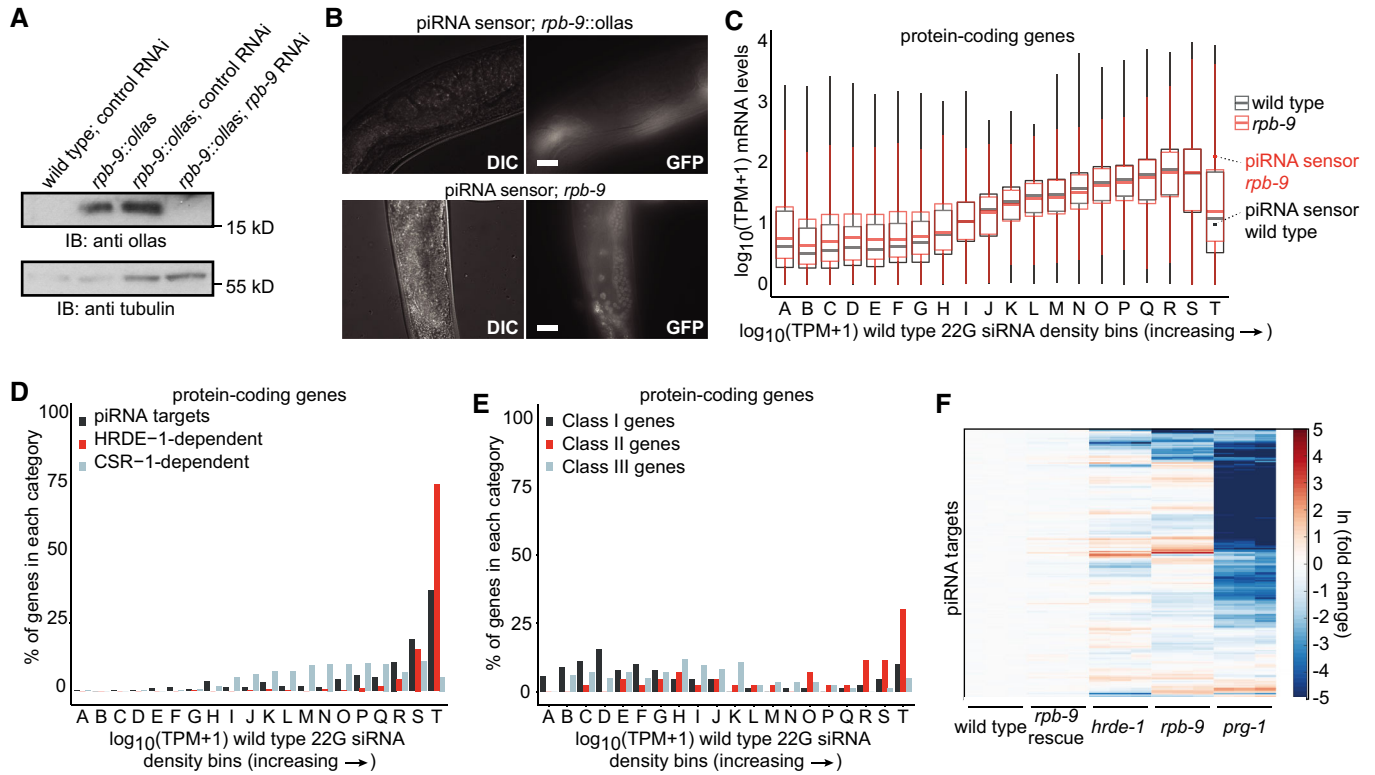 A
wild type; control RNAi
rpb-9::ollas
rpb-9::ollas; control RNAi
rpb-9::ollas; rpb-9 RNAi
15 kD
IB: anti ollas
55 kD
IB: anti tubulin
B
piRNA sensor; rpb-9::ollas
DIC
GFP
piRNA sensor; rpb-9
DIC
GFP
C
protein-coding genes
log10(TPM+1) mRNA levels
4
3
2
1
0
wild type
rpb-9
piRNA sensor
rpb-9
piRNA sensor
wild type
A B C D E F G H I J K L M N O P Q R S T
log10(TPM+1) wild type 22G siRNA density bins (increasing →)
D
protein-coding genes
% of genes in each category
100
75
50
25
0
piRNA targets
HRDE−1-dependent
CSR−1-dependent
A B C D E F G H I J K L M N O P Q R S T
log10(TPM+1) wild type 22G siRNA
density bins (increasing →)
E
protein-coding genes
% of genes in each category
100
75
50
25
0
Class I genes
Class II genes
Class III genes
A B C D E F G H I J K L M N O P Q R S T
log10(TPM+1) wild type 22G siRNA
density bins (increasing →)
F
piRNA targets
wild type
rpb-9
rescue
hrde-1
rpb-9
prg-1
5
4
3
2
1
0
-1
-2
-3
-4
-5
ln (fold change)